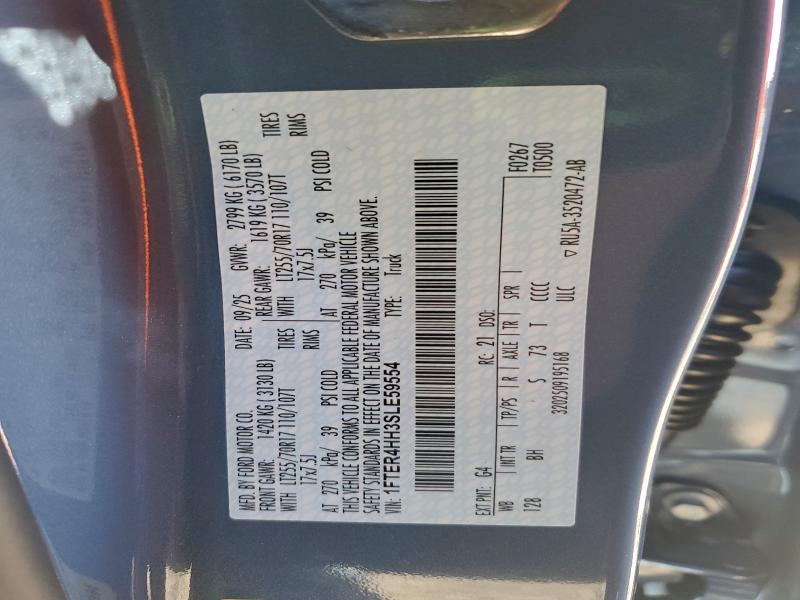 MFD. BY FORD MOTOR CO. DATE: 09/25 GVWR: 2799 KG (6170 LB)
FRONT GAWR: 1420 KG (3130 LB) REAR GAWR: 1619 KG (3570 LB)
WITH LT255/70R17 110/107T TIRES WITH LT255/70R17 110/107T TIRES
17x7.5J RIMS 17x7.5J RIMS
AT 270 kPa/ 39 PSI COLD AT 270 kPa/ 39 PSI COLD
THIS VEHICLE CONFORMS TO ALL APPLICABLE FEDERAL MOTOR VEHICLE
SAFETY STANDARDS IN EFFECT ON THE DATE OF MANUFACTURE SHOWN ABOVE.
VIN: 1FTER4HH3SLE59554 TYPE: Truck
F0267
EXT PNT: G4 RC: 21 DSO: T0500
WB INT TR TP/PS R AXLE TR SPR
128 BH S 73 T CCCC
3202509195168 ULC
▽ RU5A-3520472-AB